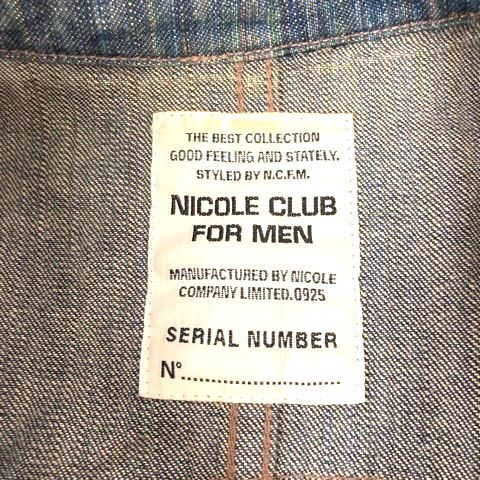 THE BEST COLLECTION
GOOD FEELING AND STATELY.
STYLED BY N.C.F.M.
NICOLE CLUB
FOR MEN
MANUFACTURED BY NICOLE
COMPANY LIMITED.0925
SERIAL NUMBER
N°..............................